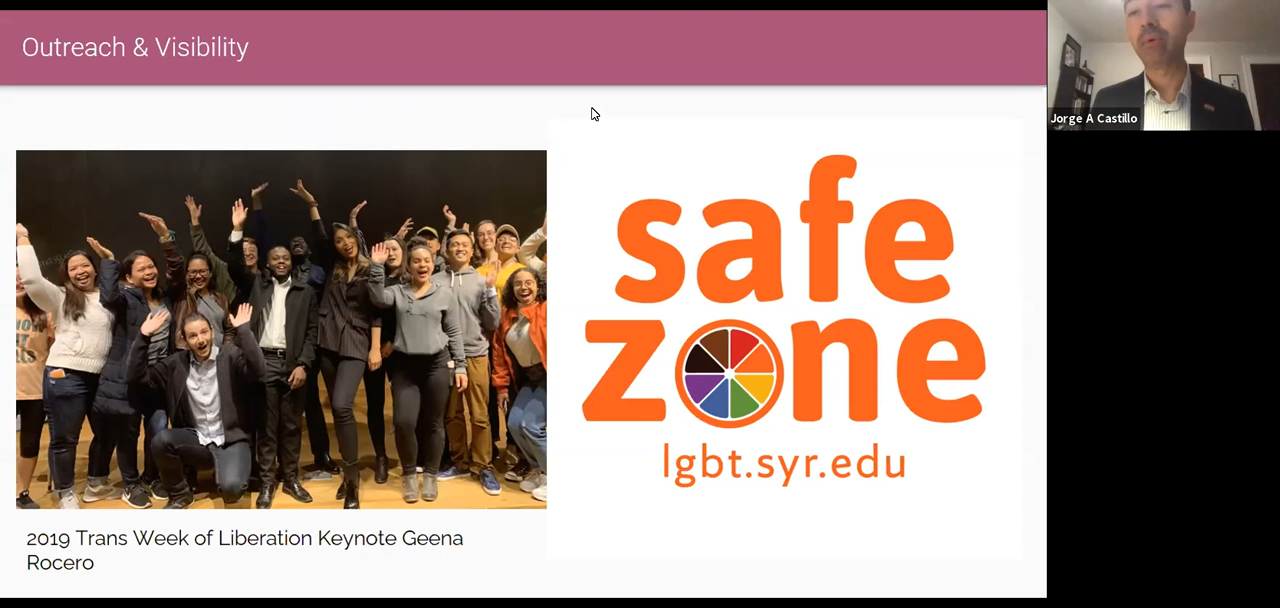 Outreach & Visibility
Jorge A Castillo
safe
zone
lgbt.syr.edu
2019 Trans Week of Liberation Keynote Geena
Rocero